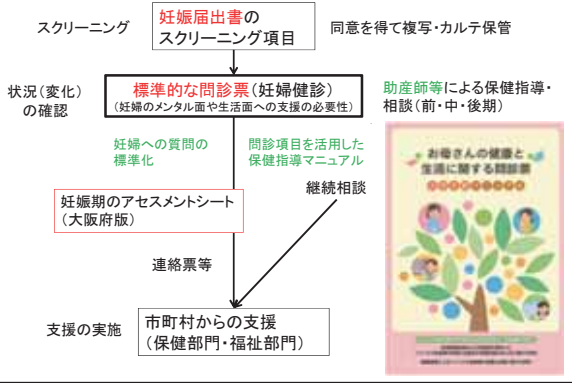 スクリーニング
妊娠届出書の
スクリーニング項目
同意を得て複写・カルテ保管
状況(変化)
の確認
標準的な問診票(妊婦健診)
(妊婦のメンタル面や生活面への支援の必要性)
助産師等による保健指導・
相談(前・中・後期)
妊婦への質問の
標準化
問診項目を活用した
保健指導マニュアル
継続相談
妊娠期のアセスメントシート
(大阪府版)
連絡票等
支援の実施
市町村からの支援
(保健部門・福祉部門)
お母さんの健康と
生活に関する問診票